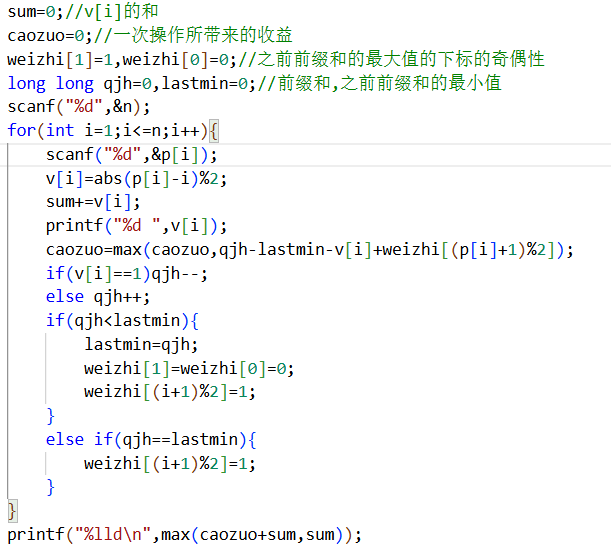 sum=0;//v[i]的和
caozuo=0;//一次操作所带来的收益
weizhi[1]=1,weizhi[0]=0;//之前前缀和的最大值的下标的奇偶性
long long qjh=0,lastmin=0;//前缀和,之前前缀和的最小值
scanf("%d",&n);
for(int i=1;i<=n;i++){
    scanf("%d",&p[i]);
    v[i]=abs(p[i]-i)%2;
    sum+=v[i];
    printf("%d ",v[i]);
    caozuo=max(caozuo,qjh-lastmin-v[i]+weizhi[(p[i]+1)%2]);
    if(v[i]==1)qjh--;
    else qjh++;
    if(qjh<lastmin){
        lastmin=qjh;
        weizhi[1]=weizhi[0]=0;
        weizhi[(i+1)%2]=1;
    }
    else if(qjh==lastmin){
        weizhi[(i+1)%2]=1;
    }
}
printf("%lld\n",max(caozuo+sum,sum));